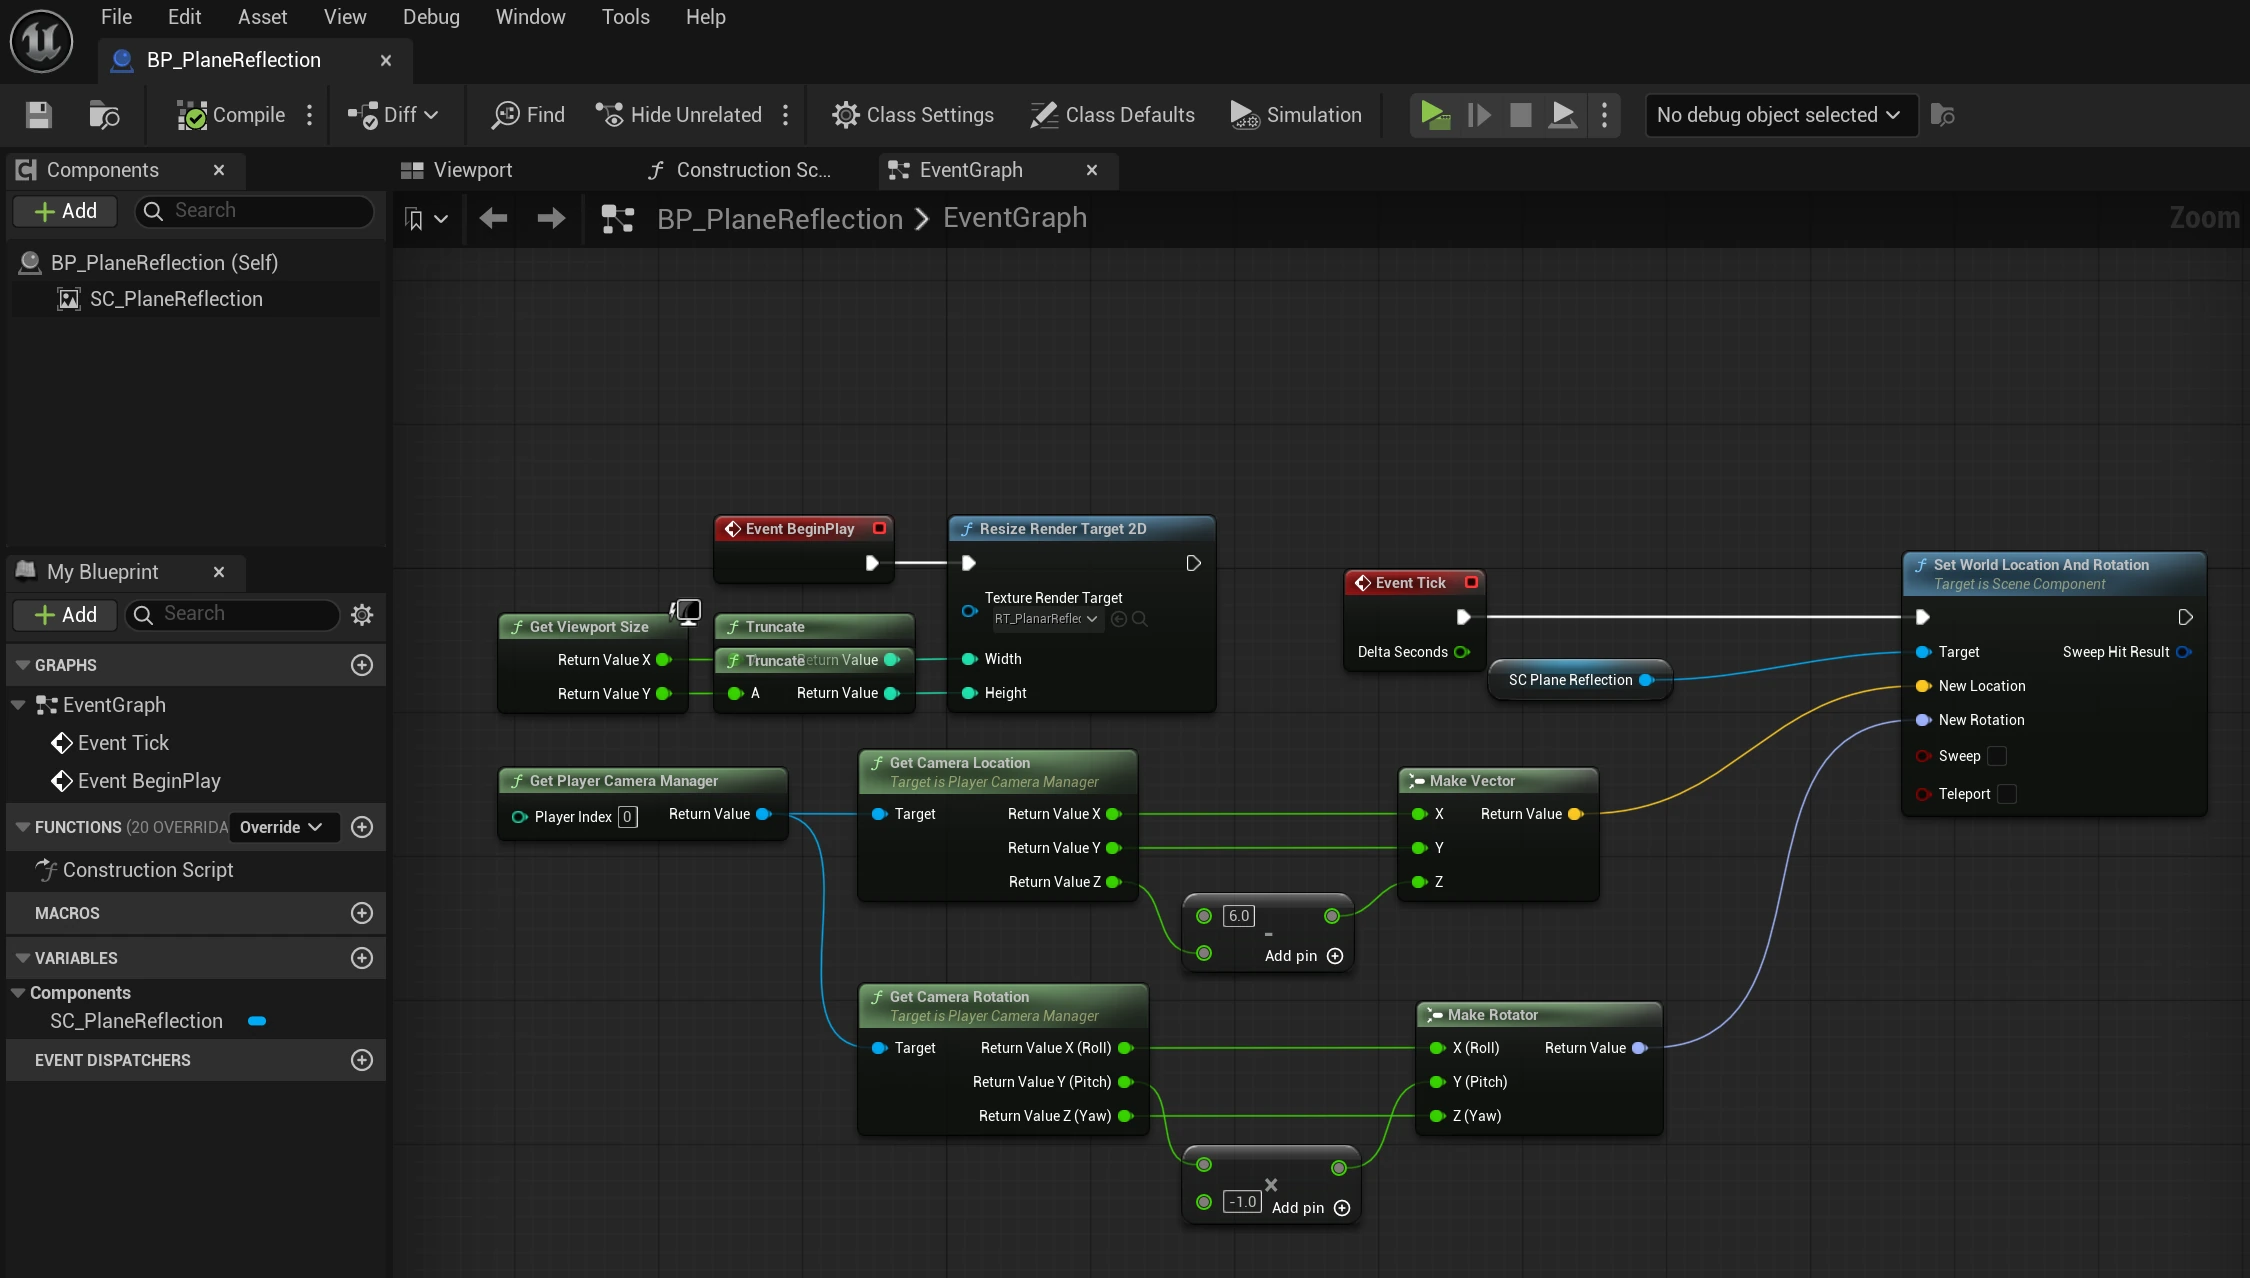 File Edit Asset View Debug Window Tools Help
BP_PlaneReflection
Compile Diff Find Hide Unrelated Class Settings Class Defaults Simulation No debug object selected
Components
Add Search
BP_PlaneReflection (Self)
SC_PlaneReflection
My Blueprint
Add Search
GRAPHS
EventGraph
Event Tick
Event BeginPlay
FUNCTIONS (20 OVERRIDA Override
Construction Script
MACROS
VARIABLES
Components
SC_PlaneReflection
EVENT DISPATCHERS
Viewport Construction Sc... EventGraph
BP_PlaneReflection > EventGraph
Zoom
Event BeginPlay
Resize Render Target 2D
Texture Render Target
RT_PlanarReflec
Width
Height
Get Viewport Size
Return Value X
Return Value Y
Truncate
Truncate Return Value
A Return Value
Event Tick
Delta Seconds
SC Plane Reflection
Set World Location And Rotation
Target is Scene Component
Target Sweep Hit Result
New Location
New Rotation
Sweep
Teleport
Get Player Camera Manager
Player Index 0 Return Value
Get Camera Location
Target is Player Camera Manager
Target Return Value X
Return Value Y
Return Value Z
Make Vector
X Return Value
Y
Z
6.0
-
Add pin
Get Camera Rotation
Target is Player Camera Manager
Target Return Value X (Roll)
Return Value Y (Pitch)
Return Value Z (Yaw)
Make Rotator
X (Roll) Return Value
Y (Pitch)
Z (Yaw)
×
-1.0 Add pin